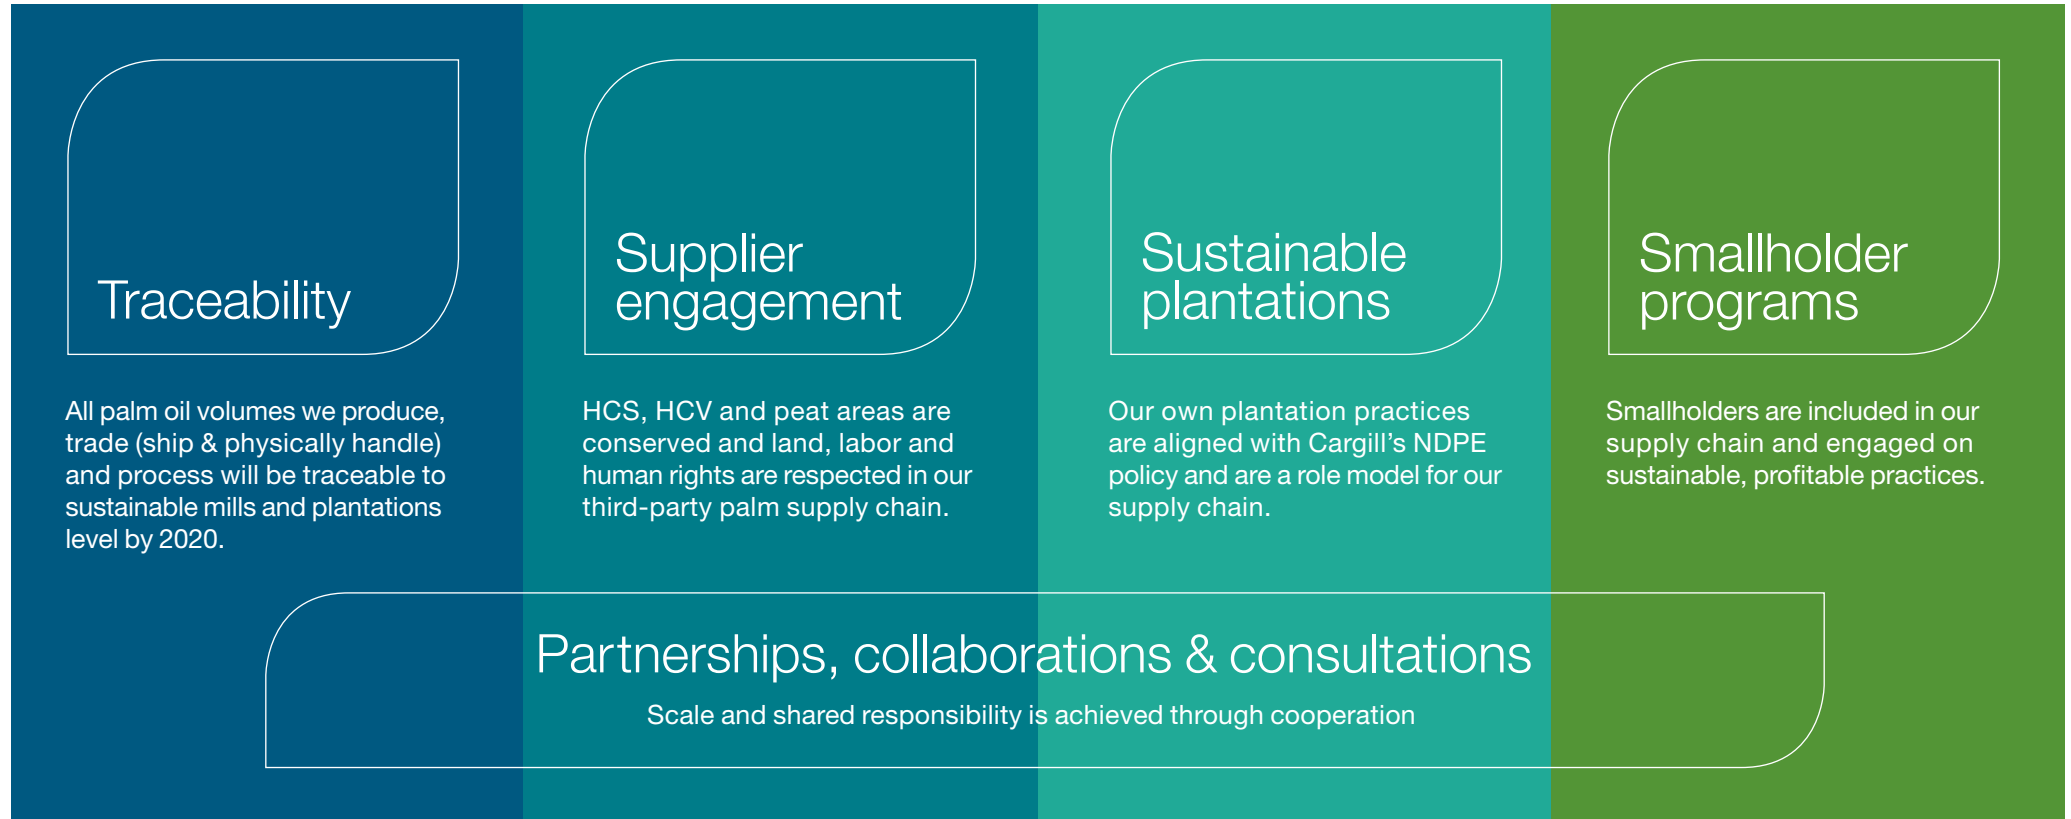 Traceability
All palm oil volumes we produce,
trade (ship & physically handle)
and process will be traceable to
sustainable mills and plantations
level by 2020.
Supplier
engagement
HCS, HCV and peat areas are
conserved and land, labor and
human rights are respected in our
third-party palm supply chain.
Sustainable
plantations
Our own plantation practices
are aligned with Cargill’s NDPE
policy and are a role model for our
supply chain.
Smallholder
programs
Smallholders are included in our
supply chain and engaged on
sustainable, profitable practices.
Partnerships, collaborations & consultations
Scale and shared responsibility is achieved through cooperation